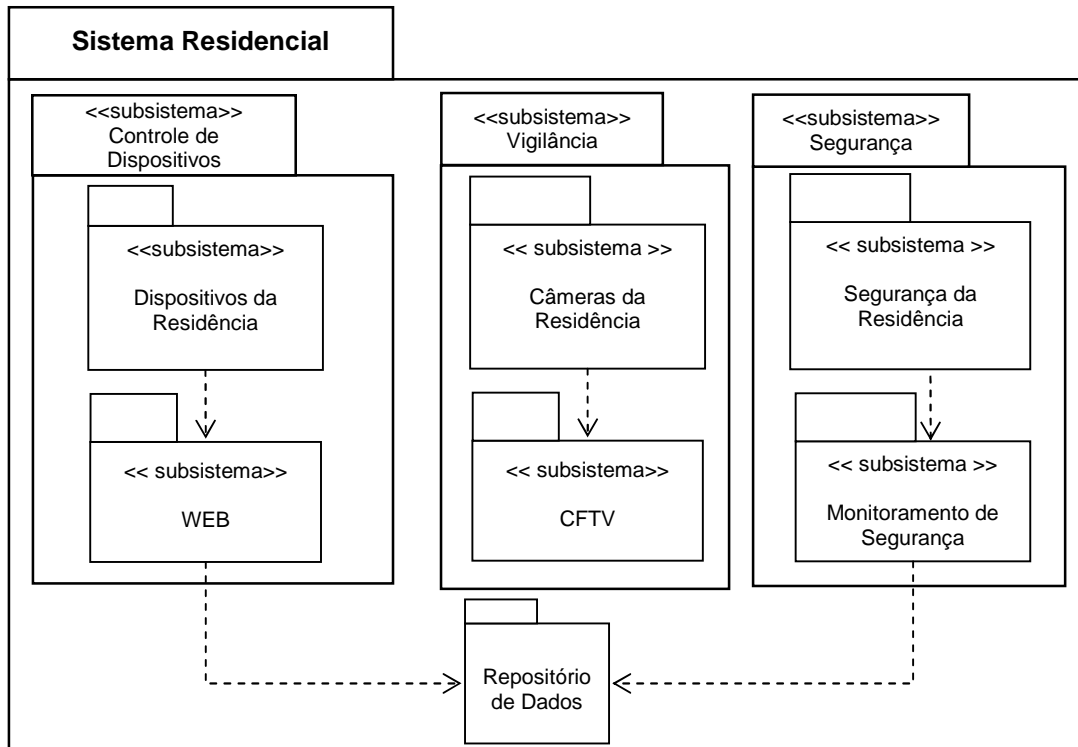 Sistema Residencial
<<subsistema>>
Controle de
Dispositivos
<<subsistema>>
Vigilância
<<subsistema>>
Segurança
<<subsistema>>
Dispositivos da
Residência
<< subsistema >>
Câmeras da
Residência
<< subsistema >>
Segurança da
Residência
<< subsistema>>
WEB
<< subsistema>>
CFTV
<< subsistema >>
Monitoramento de
Segurança
Repositório
de Dados